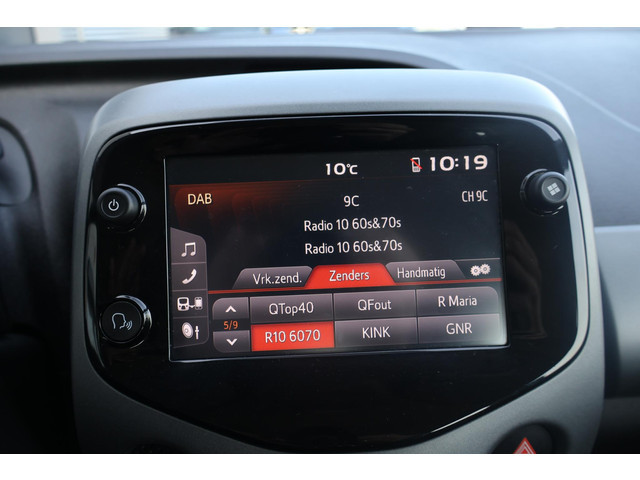 10°C 10:19
DAB 9C CH 9C
Radio 10 60s&70s
Radio 10 60s&70s
Vrk.zend. Zenders Handmatig
QTop40 QFout R Maria
5/9
R10 6070 KINK GNR